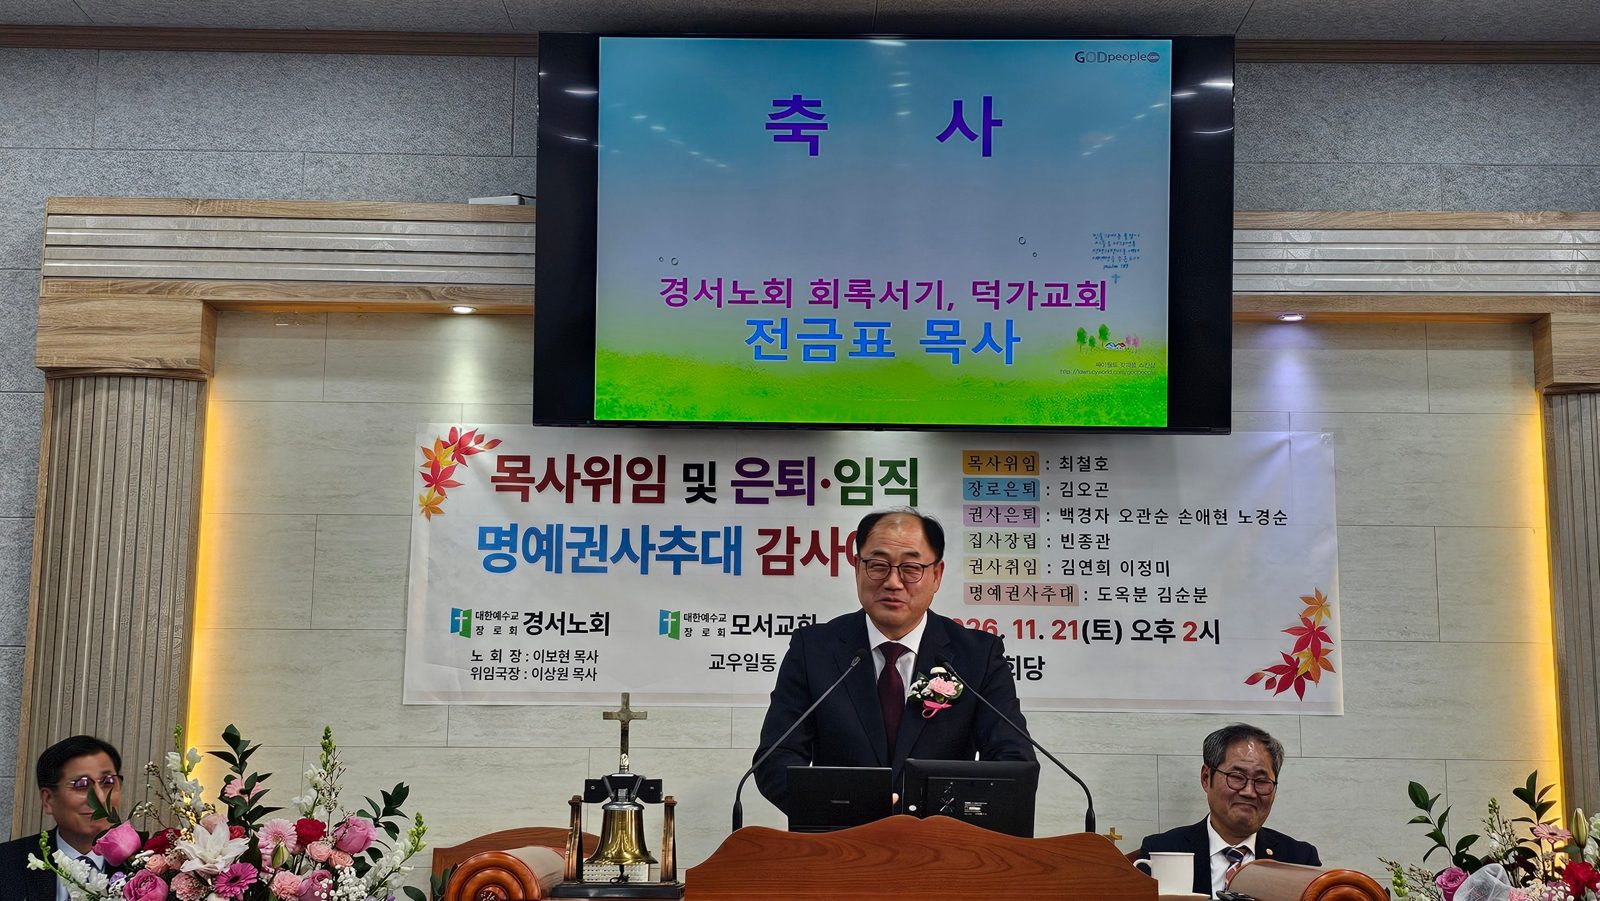 GODpeople
축 사
경서노회 회록서기, 덕가교회
전금표 목사
목사위임 및 은퇴·임직
명예권사추대 감사
대한예수교
장로회
경서노회
노 회 장 : 이보현 목사
위임국장 : 이상원 목사
대한예수교
장로회
모서교회
교우일동
목사위임 : 최철호
장로은퇴 : 김오곤
권사은퇴 : 백경자 오관순 손애현 노경순
집사장립 : 빈종관
권사취임 : 김연희 이정미
명예권사추대 : 도옥분 김순분
26. 11. 21(토) 오후 2시
회당